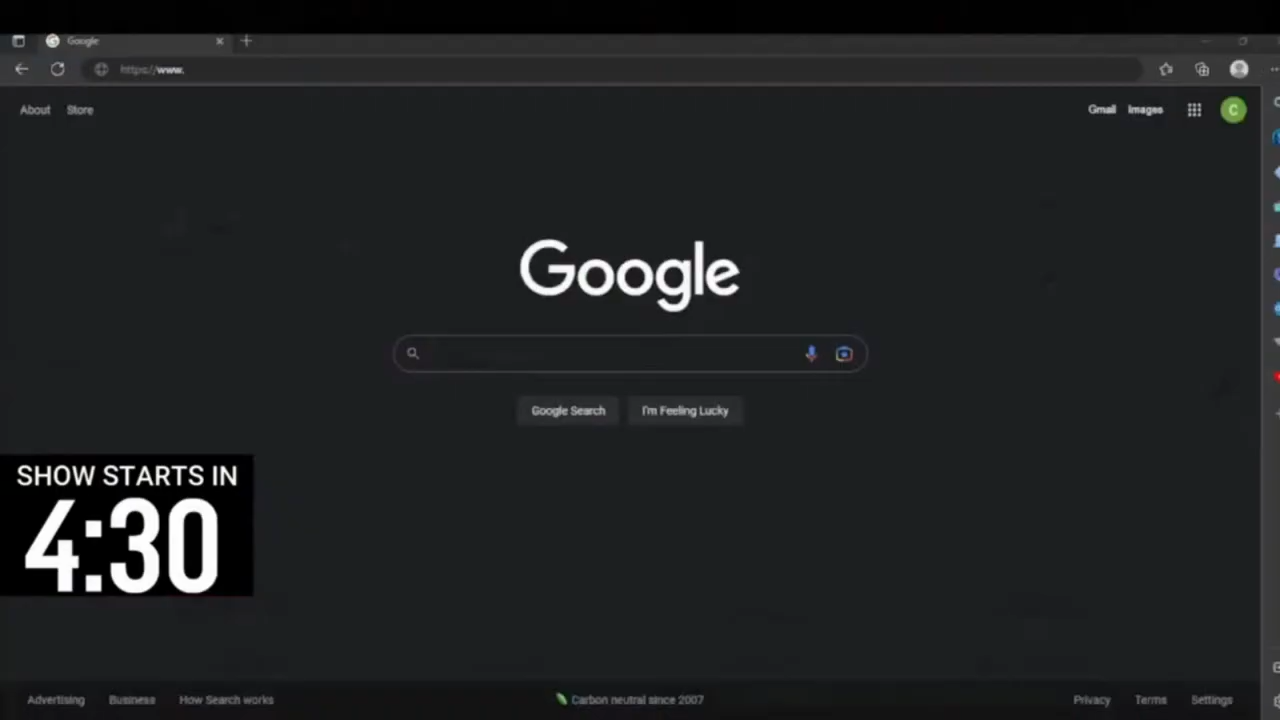 Google
https://www.
About Store
Gmail Images
C
Google
Google Search I'm Feeling Lucky
SHOW STARTS IN
4:30
Advertising Business How Search works
Carbon neutral since 2007
Privacy Terms Settings